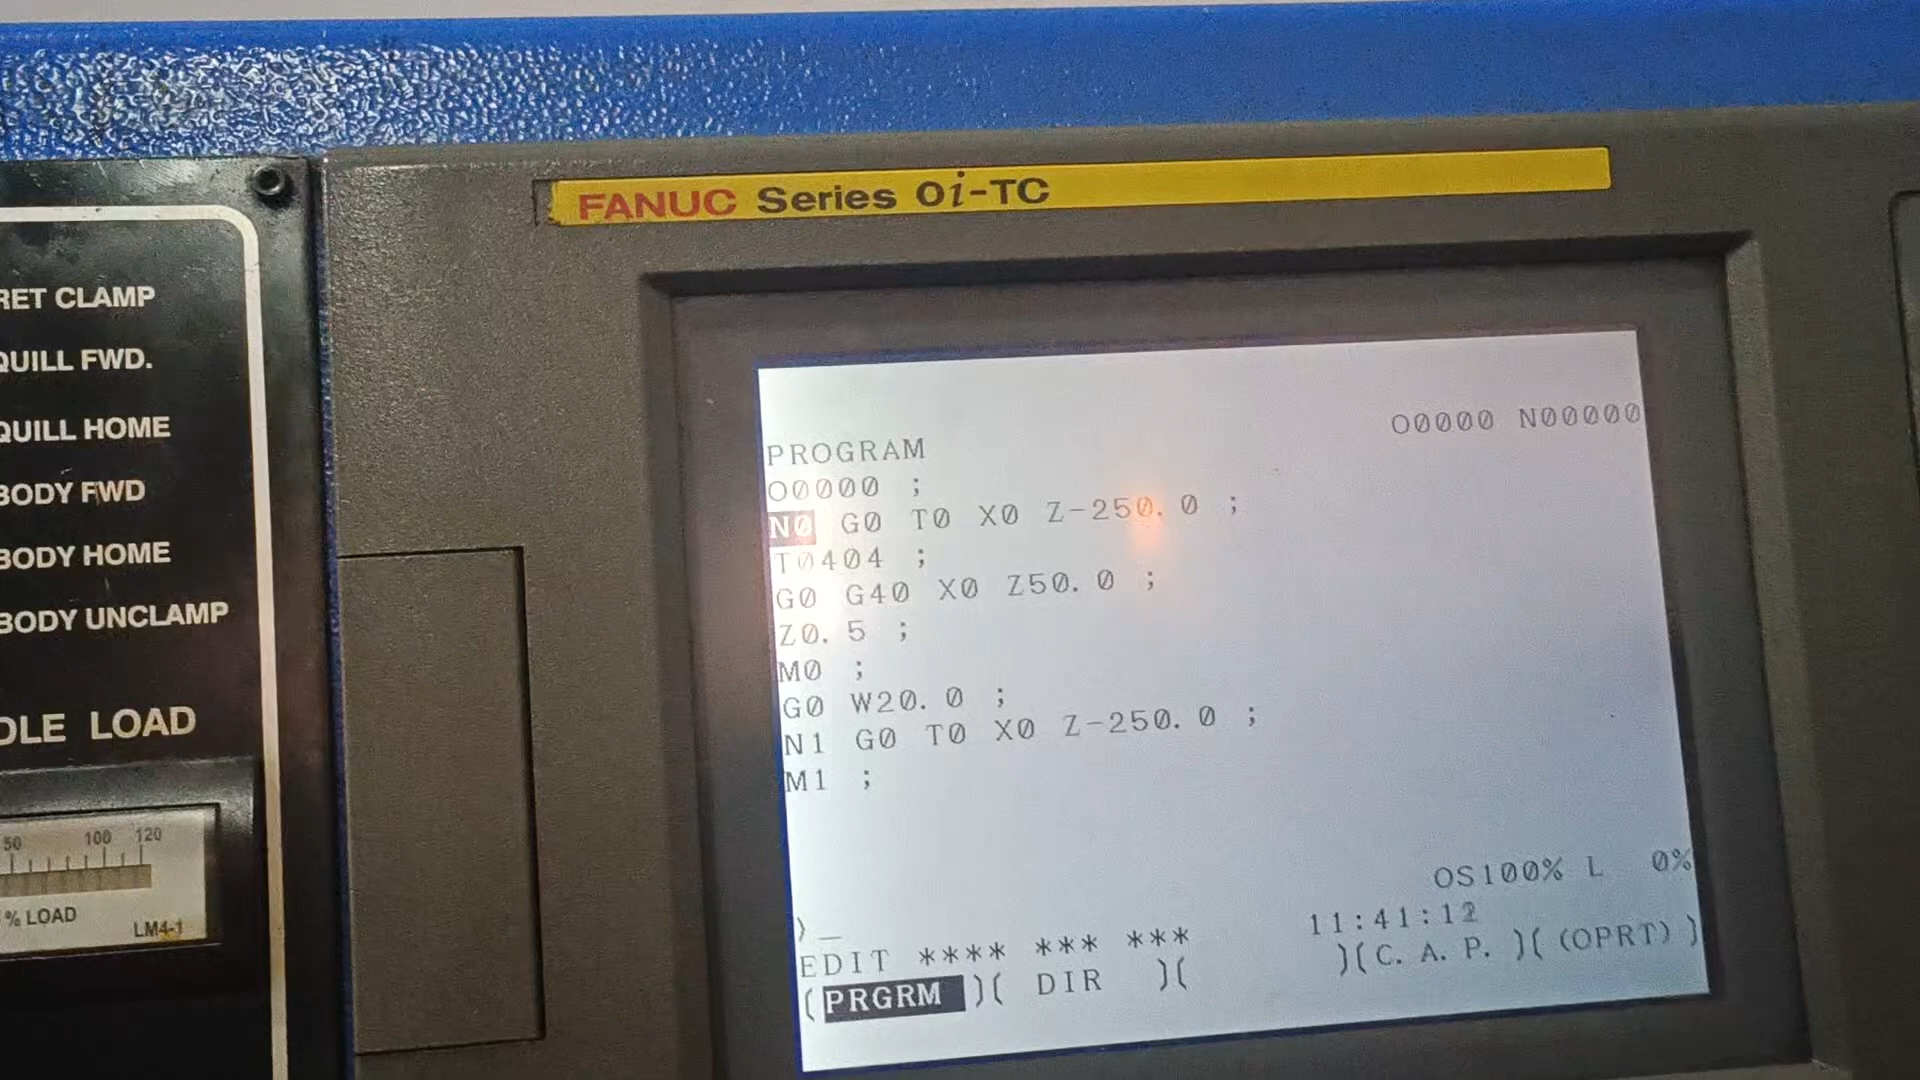 FANUC Series 0i-TC
RET CLAMP
QUILL FWD.
QUILL HOME
BODY FWD
BODY HOME
BODY UNCLAMP
DLE LOAD
50 100 120
% LOAD
LM4-1
O0000 N00000
PROGRAM
O0000 ;
N0 G0 T0 X0 Z-250.0 ;
T0404 ;
G0 G40 X0 Z50.0 ;
Z0.5 ;
M0 ;
G0 W20.0 ;
N1 G0 T0 X0 Z-250.0 ;
M1 ;
OS100% L 0%
>_
11:41:12
EDIT **** *** ***
(PRGRM )( DIR )( )(C.A.P. )((OPRT) )